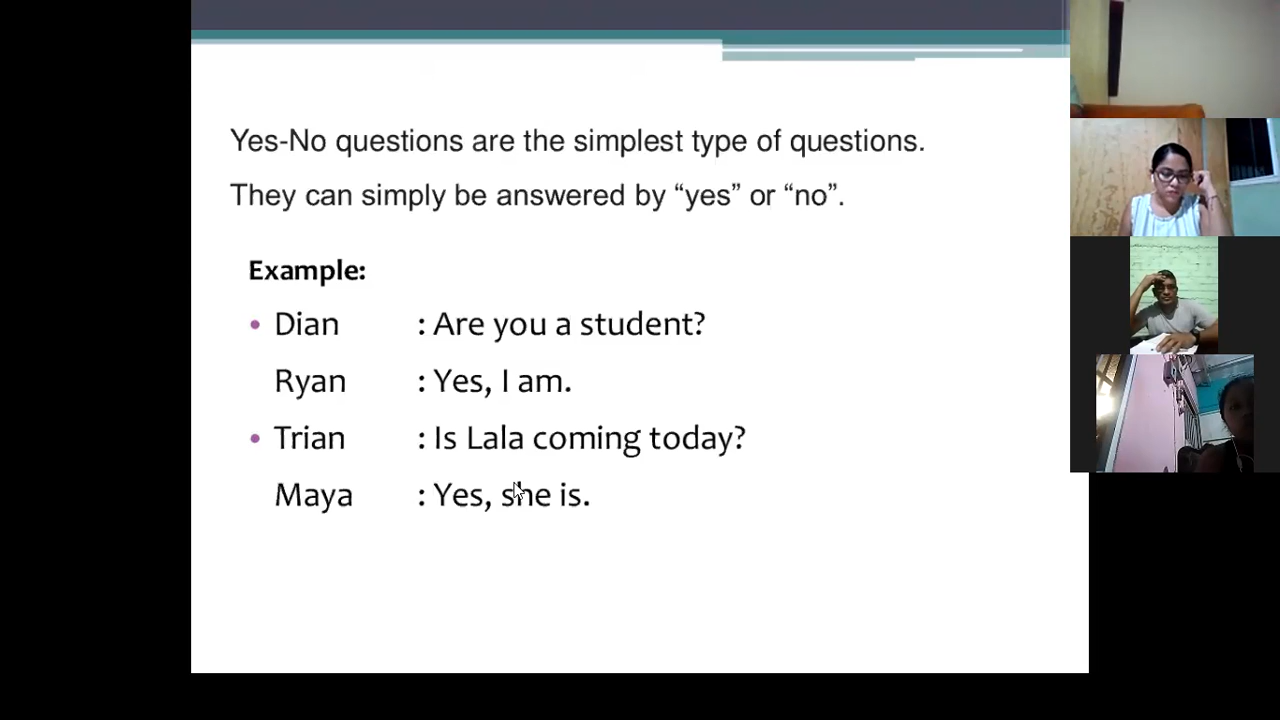 Yes-No questions are the simplest type of questions.
They can simply be answered by “yes” or “no”.
Example:
• Dian : Are you a student?
Ryan : Yes, I am.
• Trian : Is Lala coming today?
Maya : Yes, she is.